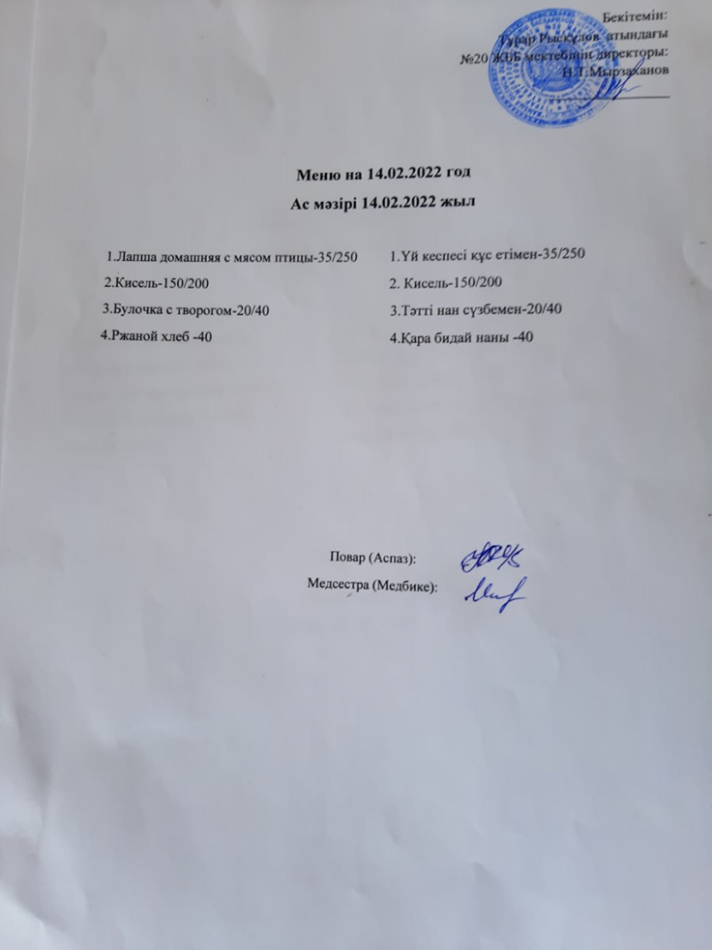 Бекітемін:
Тұрар Рысқұлов атындағы
№20 ЖББ мектебінің директоры:
Н.Т.Мырзаханов
Меню на 14.02.2022 год
Ас мәзірі 14.02.2022 жыл
1.Лапша домашняя с мясом птицы-35/250
2.Кисель-150/200
3.Булочка с творогом-20/40
4.Ржаной хлеб -40
1.Үй кеспесі құс етімен-35/250
2. Кисель-150/200
3.Тәтті нан сүзбемен-20/40
4.Қара бидай наны -40
Повар (Аспаз):
Медсестра (Медбике):